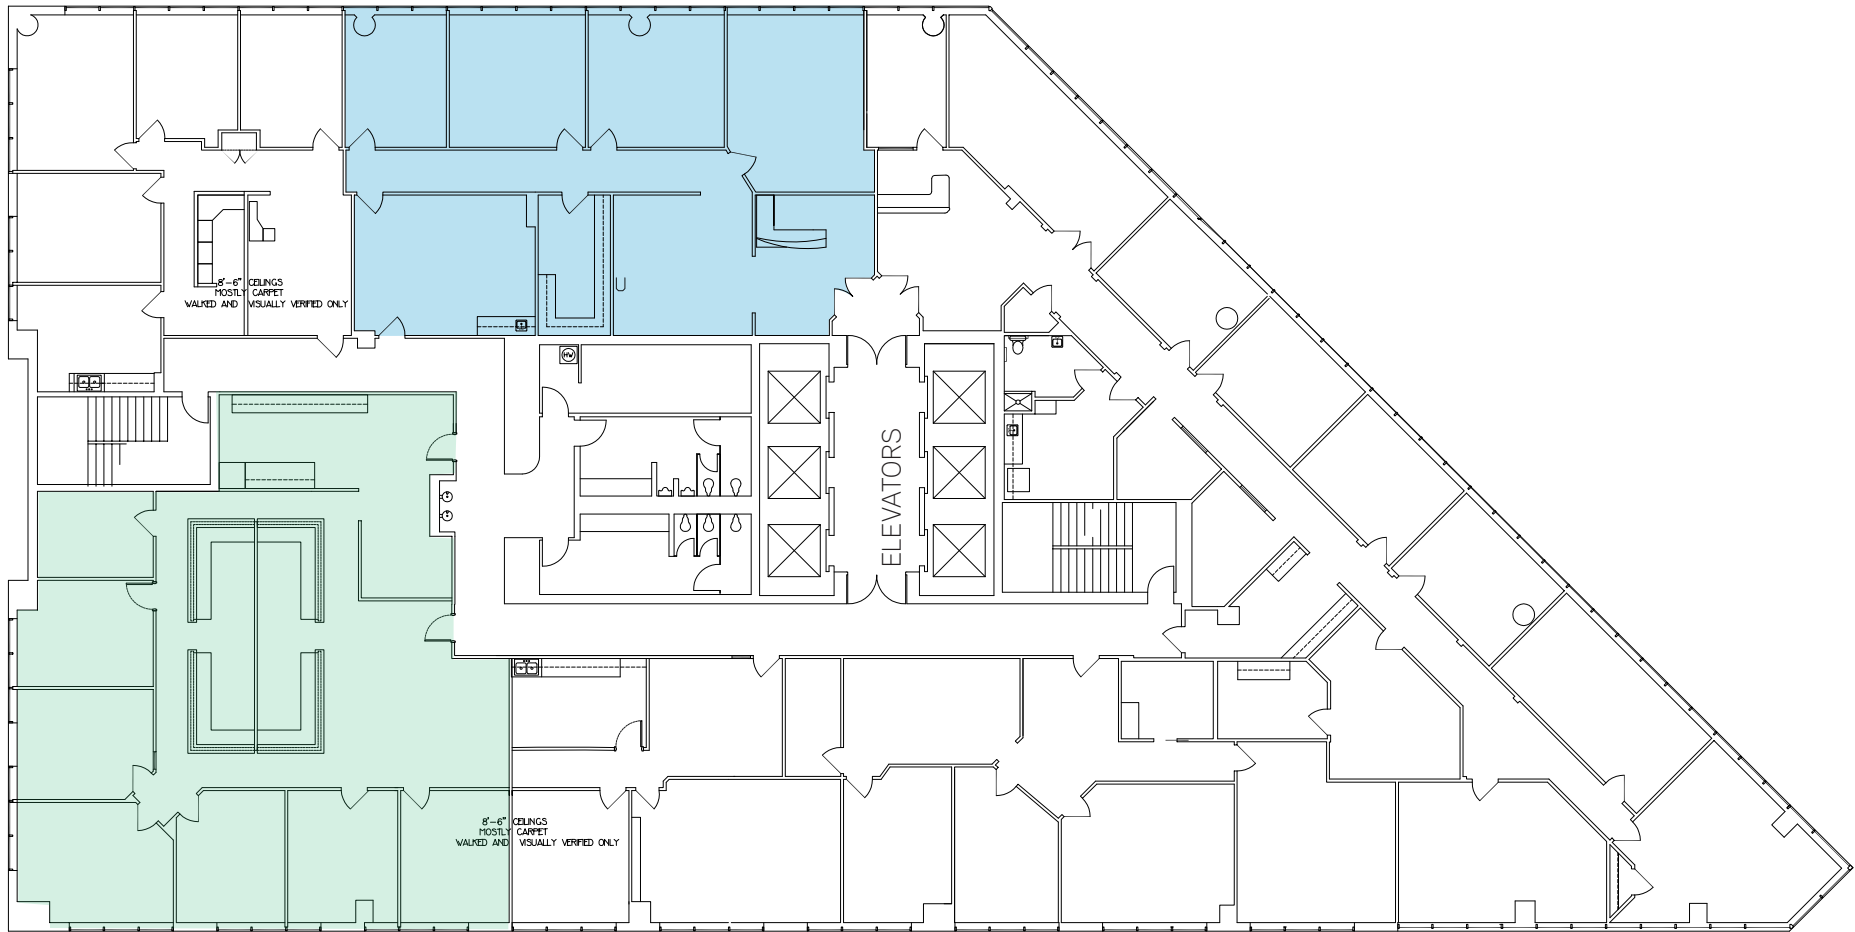 8'-6" CEILINGS
MOSTLY CARPET
WALKED AND VISUALLY VERIFIED ONLY
HW
ELEVATORS
8'-6" CEILINGS
MOSTLY CARPET
WALKED AND VISUALLY VERIFIED ONLY